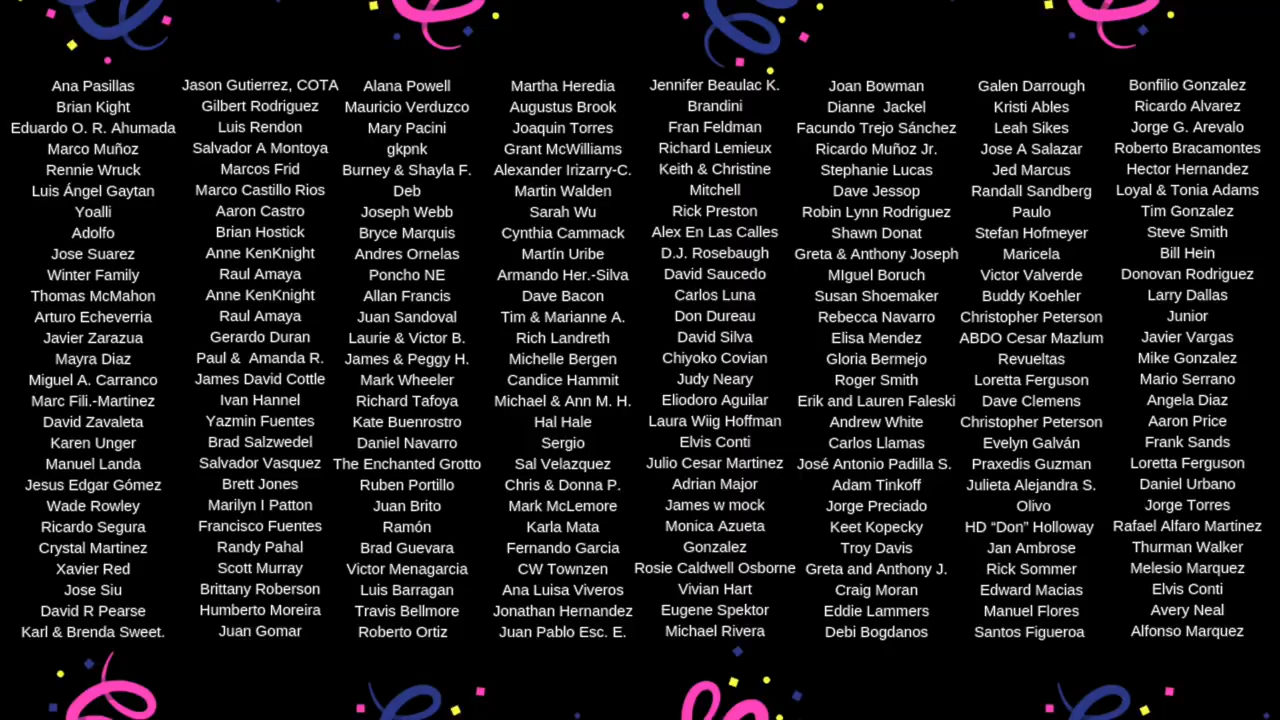 Ana Pasillas
Brian Kight
Eduardo O. R. Ahumada
Marco Muñoz
Rennie Wruck
Luis Ángel Gaytan
Yoalli
Adolfo
Jose Suarez
Winter Family
Thomas McMahon
Arturo Echeverria
Javier Zarazua
Mayra Diaz
Miguel A. Carranco
Marc Fili.-Martinez
David Zavaleta
Karen Unger
Manuel Landa
Jesus Edgar Gómez
Wade Rowley
Ricardo Segura
Crystal Martinez
Xavier Red
Jose Siu
David R Pearse
Karl & Brenda Sweet.
Jason Gutierrez, COTA
Gilbert Rodriguez
Luis Rendon
Salvador A Montoya
Marcos Frid
Marco Castillo Rios
Aaron Castro
Brian Hostick
Anne KenKnight
Raul Amaya
Anne KenKnight
Raul Amaya
Gerardo Duran
Paul & Amanda R.
James David Cottle
Ivan Hannel
Yazmin Fuentes
Brad Salzwedel
Salvador Vasquez
Brett Jones
Marilyn I Patton
Francisco Fuentes
Randy Pahal
Scott Murray
Brittany Roberson
Humberto Moreira
Juan Gomar
Alana Powell
Mauricio Verduzco
Mary Pacini
gkpnk
Burney & Shayla F.
Deb
Joseph Webb
Bryce Marquis
Andres Ornelas
Poncho NE
Allan Francis
Juan Sandoval
Laurie & Victor B.
James & Peggy H.
Mark Wheeler
Richard Tafoya
Kate Buenrostro
Daniel Navarro
The Enchanted Grotto
Ruben Portillo
Juan Brito
Ramón
Brad Guevara
Victor Menagarcia
Luis Barragan
Travis Bellmore
Roberto Ortiz
Martha Heredia
Augustus Brook
Joaquin Torres
Grant McWilliams
Alexander Irizarry-C.
Martin Walden
Sarah Wu
Cynthia Cammack
Martín Uribe
Armando Her.-Silva
Dave Bacon
Tim & Marianne A.
Rich Landreth
Michelle Bergen
Candice Hammit
Michael & Ann M. H.
Hal Hale
Sergio
Sal Velazquez
Chris & Donna P.
Mark McLemore
Karla Mata
Fernando Garcia
CW Townzen
Ana Luisa Viveros
Jonathan Hernandez
Juan Pablo Esc. E.
Jennifer Beaulac K.
Brandini
Fran Feldman
Richard Lemieux
Keith & Christine
Mitchell
Rick Preston
Alex En Las Calles
D.J. Rosebaugh
David Saucedo
Carlos Luna
Don Dureau
David Silva
Chiyoko Covian
Judy Neary
Eliodoro Aguilar
Laura Wiig Hoffman
Elvis Conti
Julio Cesar Martinez
Adrian Major
James w mock
Monica Azueta
Gonzalez
Rosie Caldwell Osborne
Vivian Hart
Eugene Spektor
Michael Rivera
Joan Bowman
Dianne Jackel
Facundo Trejo Sánchez
Ricardo Muñoz Jr.
Stephanie Lucas
Dave Jessop
Robin Lynn Rodriguez
Shawn Donat
Greta & Anthony Joseph
MIguel Boruch
Susan Shoemaker
Rebecca Navarro
Elisa Mendez
Gloria Bermejo
Roger Smith
Erik and Lauren Faleski
Andrew White
Carlos Llamas
José Antonio Padilla S.
Adam Tinkoff
Jorge Preciado
Keet Kopecky
Troy Davis
Greta and Anthony J.
Craig Moran
Eddie Lammers
Debi Bogdanos
Galen Darrough
Kristi Ables
Leah Sikes
Jose A Salazar
Jed Marcus
Randall Sandberg
Paulo
Stefan Hofmeyer
Maricela
Victor Valverde
Buddy Koehler
Christopher Peterson
ABDO Cesar Mazlum
Revueltas
Loretta Ferguson
Dave Clemens
Christopher Peterson
Evelyn Galván
Praxedis Guzman
Julieta Alejandra S.
Olivo
HD “Don” Holloway
Jan Ambrose
Rick Sommer
Edward Macias
Manuel Flores
Santos Figueroa
Bonfilio Gonzalez
Ricardo Alvarez
Jorge G. Arevalo
Roberto Bracamontes
Hector Hernandez
Loyal & Tonia Adams
Tim Gonzalez
Steve Smith
Bill Hein
Donovan Rodriguez
Larry Dallas
Junior
Javier Vargas
Mike Gonzalez
Mario Serrano
Angela Diaz
Aaron Price
Frank Sands
Loretta Ferguson
Daniel Urbano
Jorge Torres
Rafael Alfaro Martinez
Thurman Walker
Melesio Marquez
Elvis Conti
Avery Neal
Alfonso Marquez